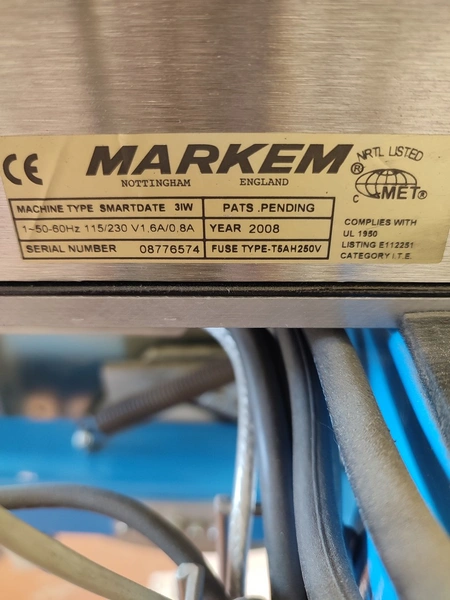 CE MARKEM®
NOTTINGHAM ENGLAND
NRTL LISTED
C MET®
MACHINE TYPE SMARTDATE 3IW PATS .PENDING
1~50-60Hz 115/230 V1.6A/0.8A YEAR 2008
SERIAL NUMBER 08776574 FUSE TYPE-T5AH250V
COMPLIES WITH
UL 1950
LISTING E112251
CATEGORY I.T.E.